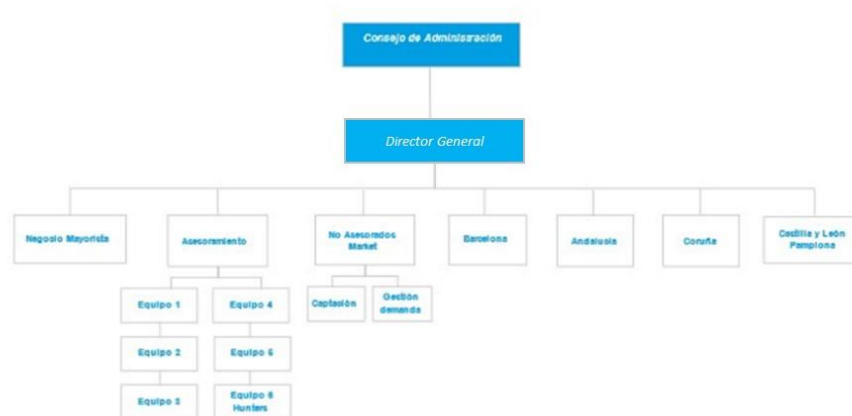 Consejo de Administración
Director General
Negocio Mayorista
Asesoramiento
No Asesorados
Market
Barcelona
Andalusia
Coruña
Castilla y León
Pamplona
Equipo 1
Equipo 4
Captación
Gestión
demanda
Equipo 2
Equipo 5
Equipo 3
Equipo 6
Hunters